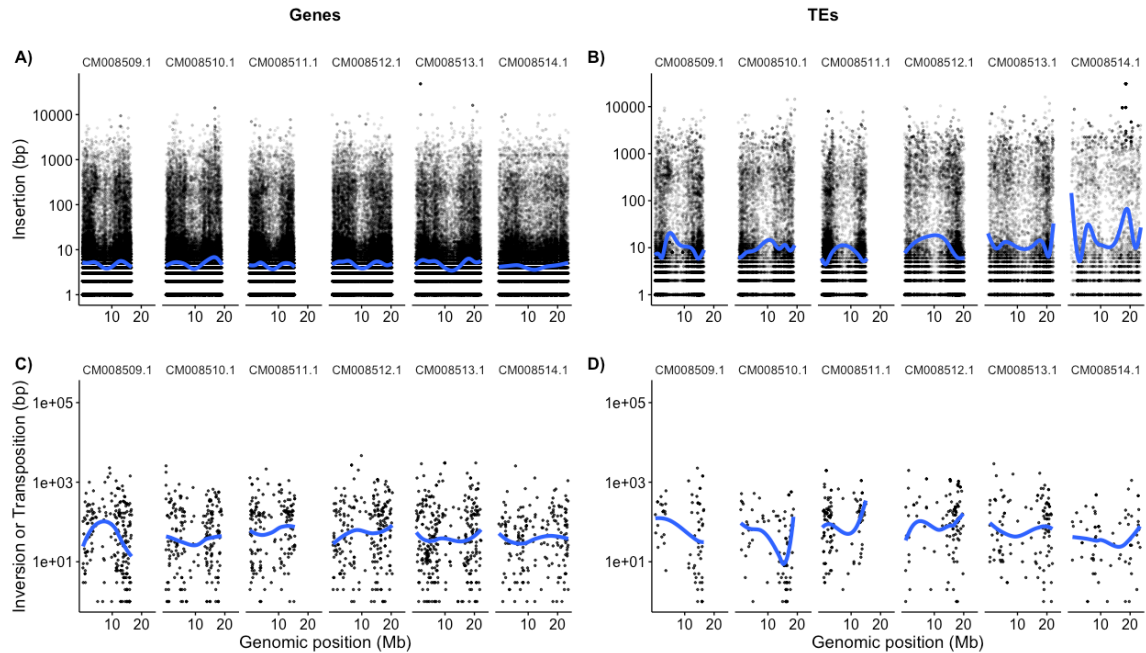 Genes TEs
A) B)
CM008509.1 CM008510.1 CM008511.1 CM008512.1 CM008513.1 CM008514.1 CM008509.1 CM008510.1 CM008511.1 CM008512.1 CM008513.1 CM008514.1
Insertion (bp)
10000
1000
100
10
1
10000
1000
100
10
1
10 20 10 20 10 20 10 20 10 20 10 20 10 20 10 20 10 20 10 20 10 20 10 20
C) D)
CM008509.1 CM008510.1 CM008511.1 CM008512.1 CM008513.1 CM008514.1 CM008509.1 CM008510.1 CM008511.1 CM008512.1 CM008513.1 CM008514.1
Inversion or Transposition (bp)
1e+05
1e+03
1e+01
1e+05
1e+03
1e+01
10 20 10 20 10 20 10 20 10 20 10 20 10 20 10 20 10 20 10 20 10 20 10 20
Genomic position (Mb) Genomic position (Mb)